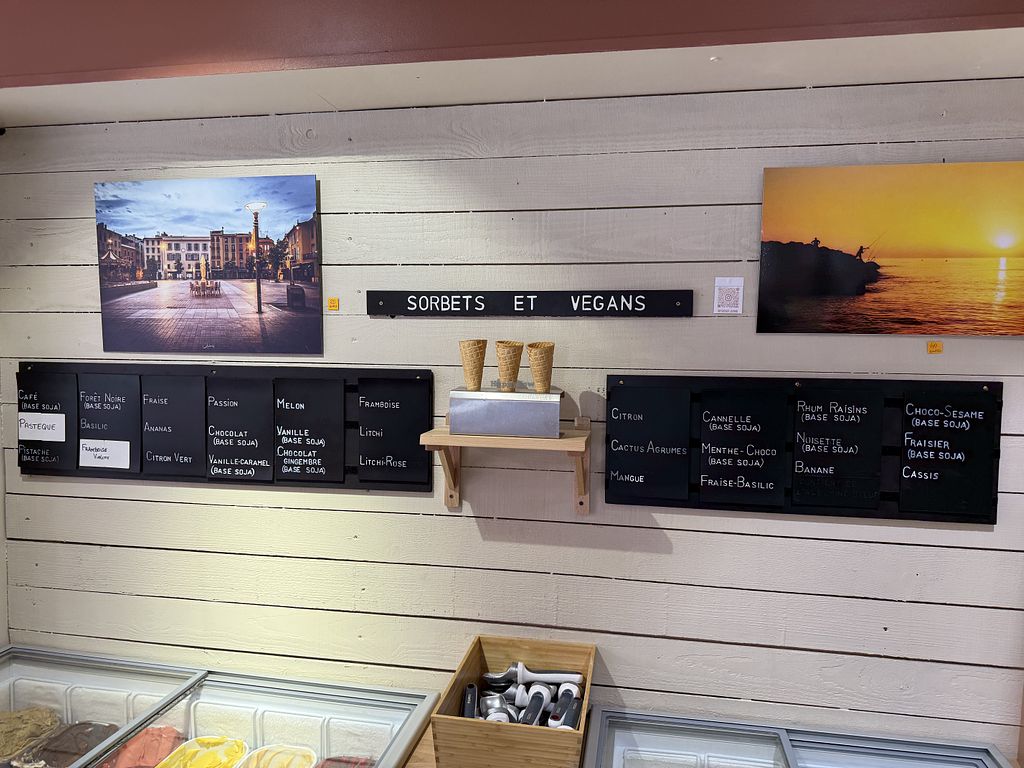 SORBETS ET VEGANS
CAFÉ
(BASE SOJA)
PASTÈQUE
PISTACHE
(BASE SOJA)
FORÊT NOIRE
(BASE SOJA)
BASILIC
FRAMBOISE
VIOLET
FRAISE
ANANAS
CITRON VERT
PASSION
CHOCOLAT
(BASE SOJA)
VANILLE-CARAMEL
(BASE SOJA)
MELON
VANILLE
(BASE SOJA)
CHOCOLAT
GINGEMBRE
(BASE SOJA)
FRAMBOISE
LITCHI
LITCHI-ROSE
CITRON
CACTUS AGRUMES
MANGUE
CANNELLE
(BASE SOJA)
MENTHE-CHOCO
(BASE SOJA)
FRAISE-BASILIC
RHUM RAISINS
(BASE SOJA)
NOISETTE
(BASE SOJA)
BANANE
CHOCO-SESAME
(BASE SOJA)
FRAISIER
(BASE SOJA)
CASSIS